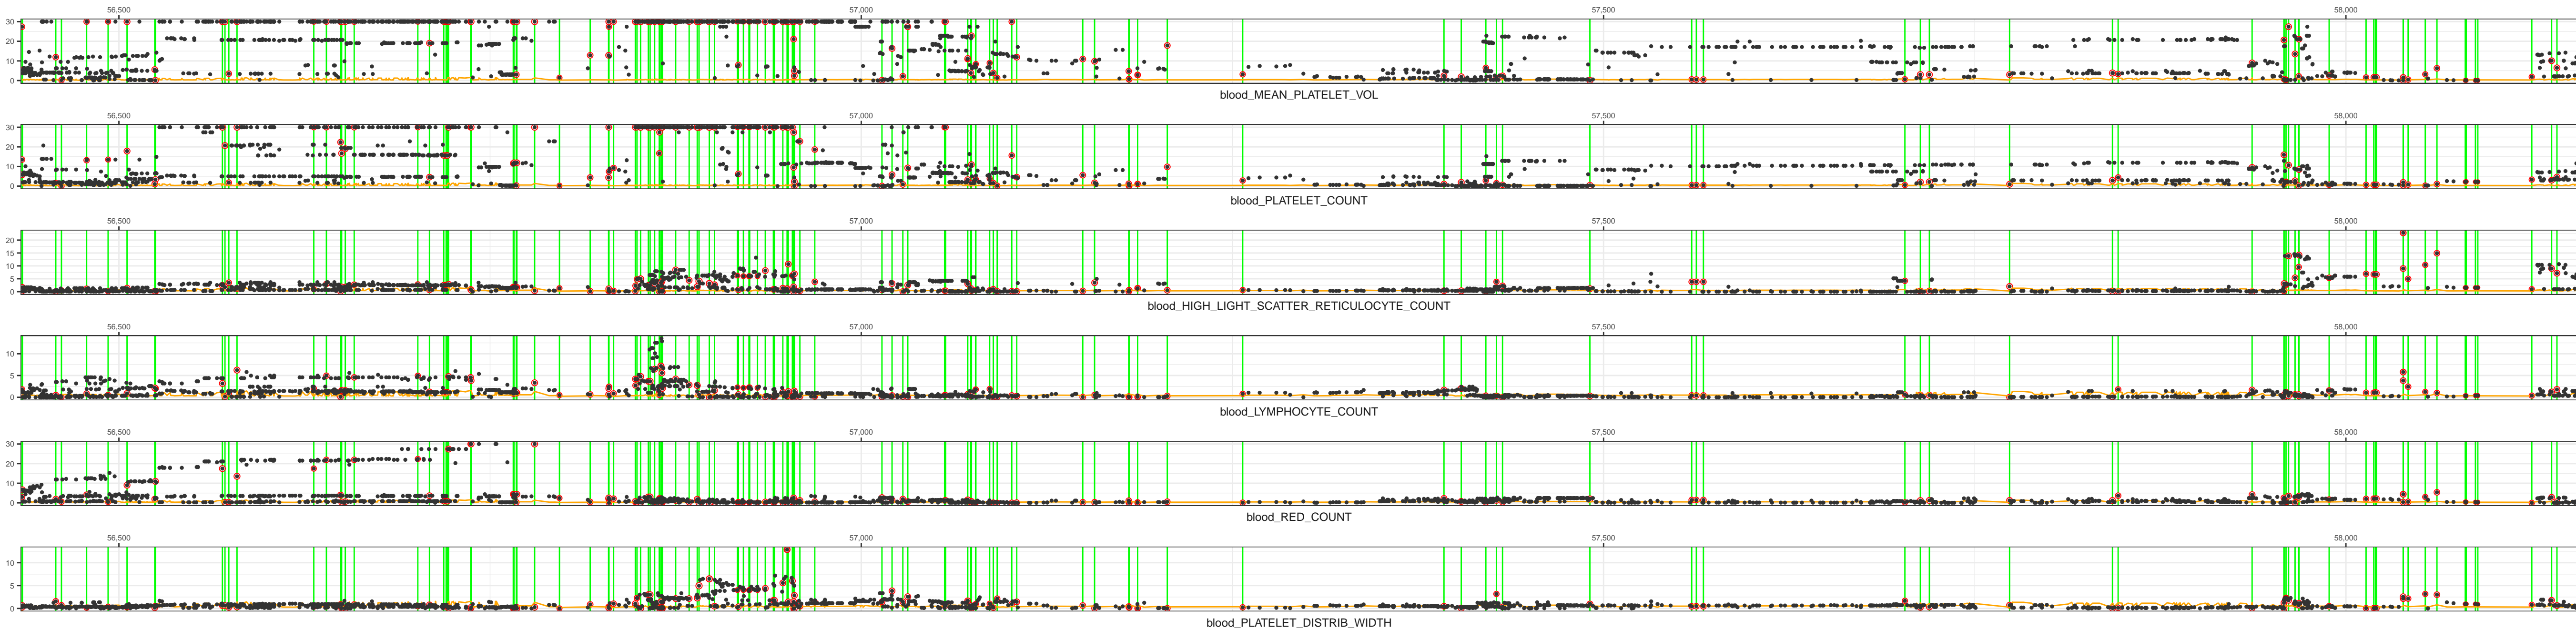 56,500 57,000 57,500 58,000
30
20
10
0
blood_MEAN_PLATELET_VOL
56,500 57,000 57,500 58,000
30
20
10
0
blood_PLATELET_COUNT
56,500 57,000 57,500 58,000
20
15
10
5
0
blood_HIGH_LIGHT_SCATTER_RETICULOCYTE_COUNT
56,500 57,000 57,500 58,000
10
5
0
blood_LYMPHOCYTE_COUNT
56,500 57,000 57,500 58,000
30
20
10
0
blood_RED_COUNT
56,500 57,000 57,500 58,000
10
5
0
blood_PLATELET_DISTRIB_WIDTH